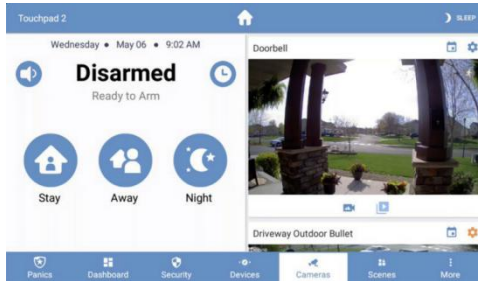 Touchpad 2
SLEEP
Wednesday • May 06 • 9:02 AM
Disarmed
Ready to Arm
Stay
Away
Night
Doorbell
Driveway Outdoor Bullet
Panics
Dashboard
Security
Devices
Cameras
Scenes
More